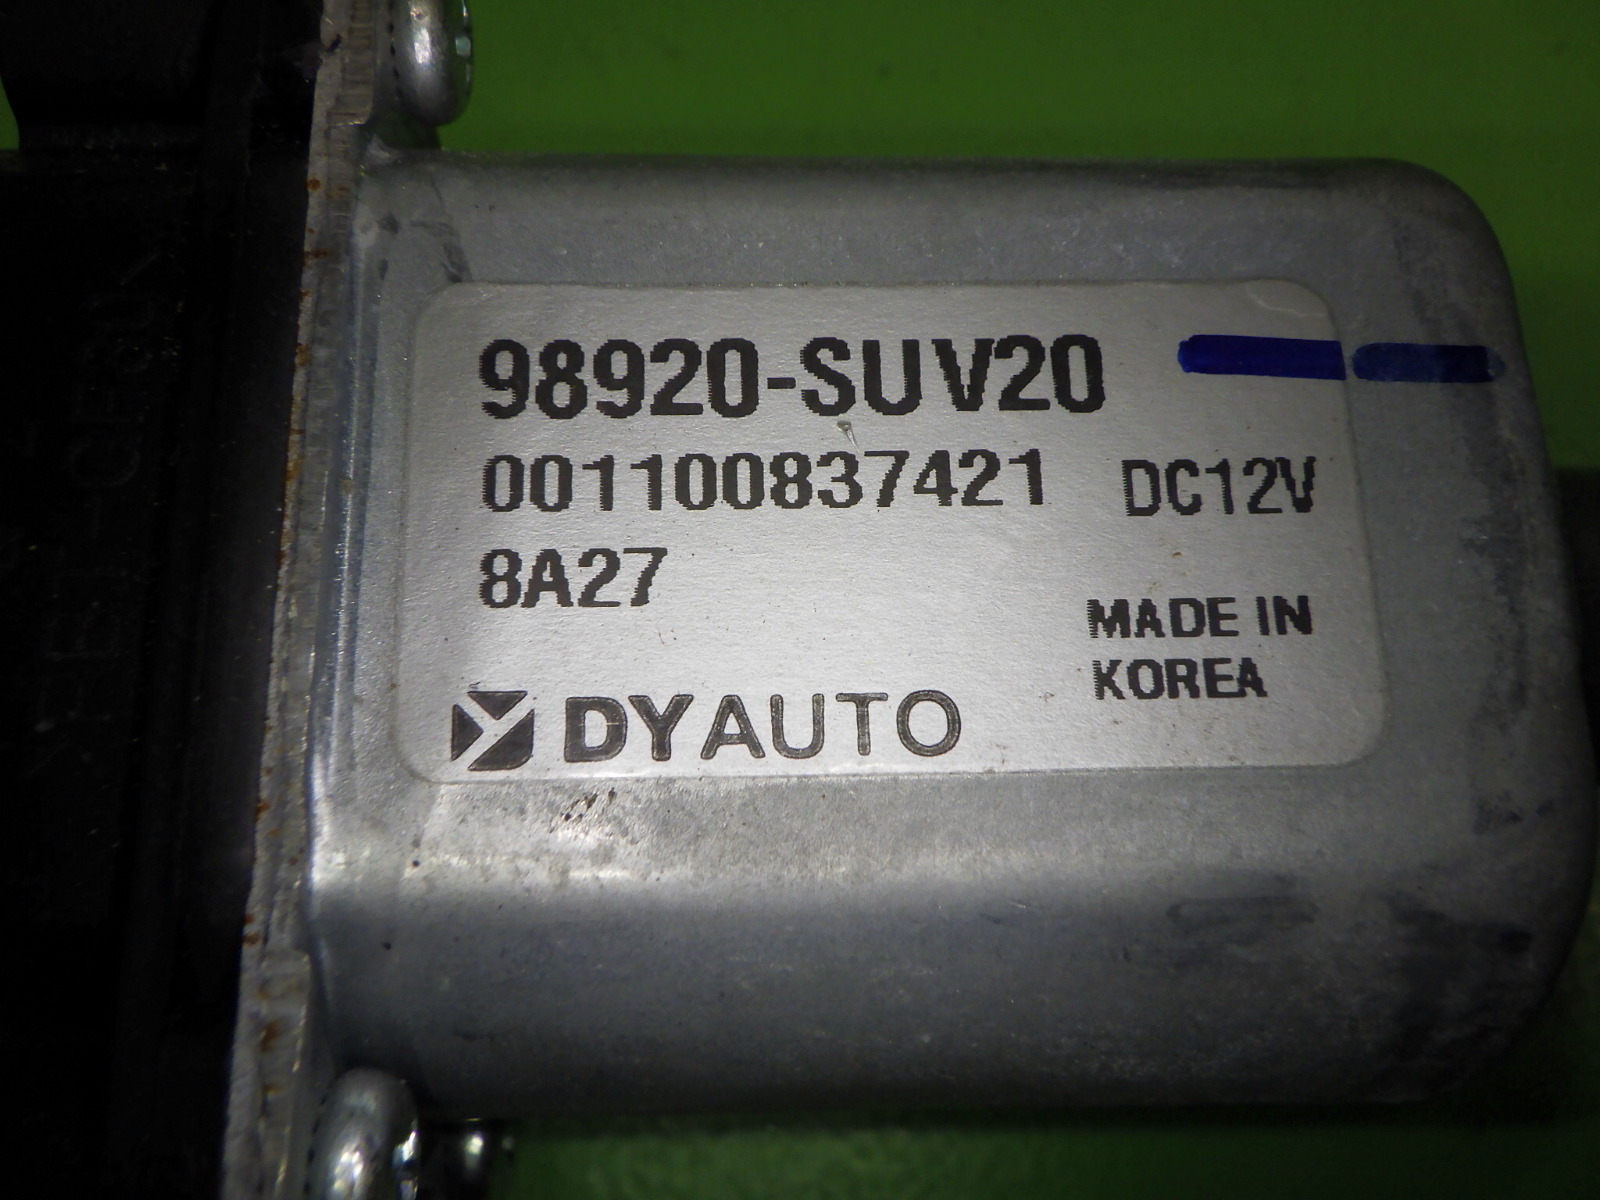 98920-SUV20
001100837421 DC12V
8A27
MADE IN
KOREA
DYAUTO